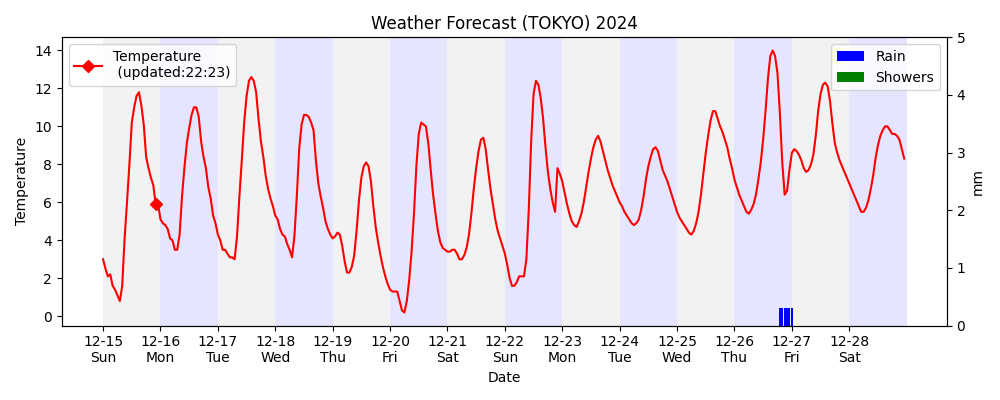 Weather Forecast (TOKYO) 2024
Temperature
(updated:22:23)
Rain
Showers
Temperature
14
12
10
8
6
4
2
0
5
4
3
2
1
0
mm
12-15 12-16 12-17 12-18 12-19 12-20 12-21 12-22 12-23 12-24 12-25 12-26 12-27 12-28
Sun Mon Tue Wed Thu Fri Sat Sun Mon Tue Wed Thu Fri Sat
Date